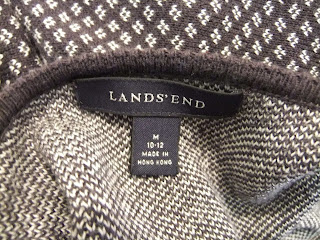 LANDS' END
M
10-12
MADE IN
HONG KONG